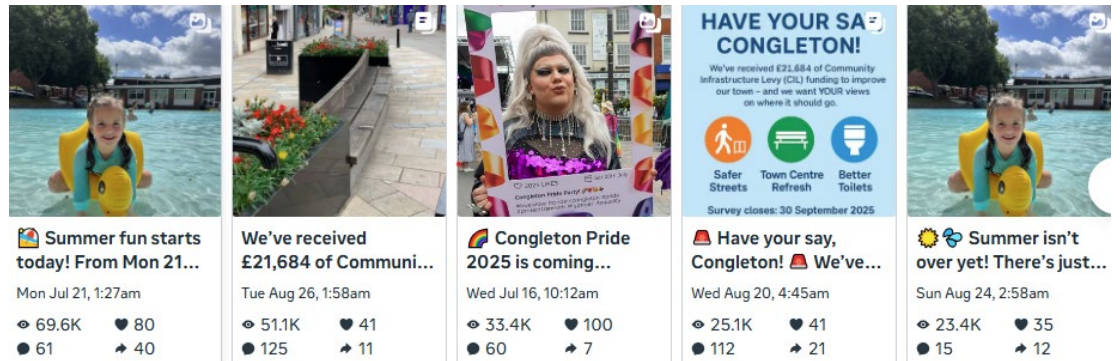 HAVE YOUR SA
CONGLETON!
We've received £21,684 of Community
Infrastructure Levy (CIL) funding to improve
our town – and we want YOUR views
on where it should go.
Safer
Streets
Town Centre
Refresh
Better
Toilets
Survey closes: 30 September 2025
2025 LIKES
Congleton Pride Party!
🏖️ Summer fun starts
today! From Mon 21...
Mon Jul 21, 1:27am
69.6K 80
61 40
We've received
£21,684 of Communi...
Tue Aug 26, 1:58am
51.1K 41
125 11
🌈 Congleton Pride
2025 is coming...
Wed Jul 16, 10:12am
33.4K 100
60 7
🚨 Have your say,
Congleton! 🚨 We've...
Wed Aug 20, 4:45am
25.1K 41
112 21
🌞 💦 Summer isn't
over yet! There's just...
Sun Aug 24, 2:58am
23.4K 35
15 12